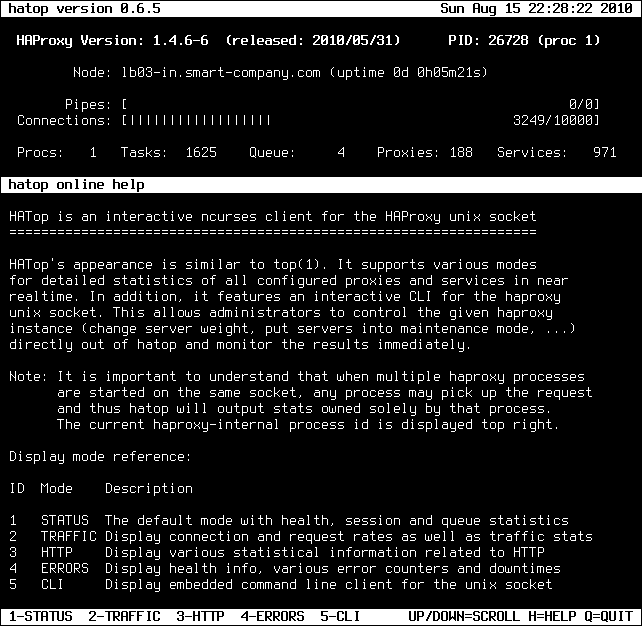 hatop version 0.6.5 Sun Aug 15 22:28:22 2010
HAProxy Version: 1.4.6-6 (released: 2010/05/31) PID: 26728 (proc 1)
Node: lb03-in.smart-company.com (uptime 0d 0h05m21s)
Pipes: [ 0/0]
Connections: [|||||||||||||||||| 3249/10000]
Procs: 1 Tasks: 1625 Queue: 4 Proxies: 188 Services: 971
hatop online help
HATop is an interactive ncurses client for the HAProxy unix socket
==================================================================
HATop's appearance is similar to top(1). It supports various modes
for detailed statistics of all configured proxies and services in near
realtime. In addition, it features an interactive CLI for the haproxy
unix socket. This allows administrators to control the given haproxy
instance (change server weight, put servers into maintenance mode, ...)
directly out of hatop and monitor the results immediately.
Note: It is important to understand that when multiple haproxy processes
are started on the same socket, any process may pick up the request
and thus hatop will output stats owned solely by that process.
The current haproxy-internal process id is displayed top right.
Display mode reference:
ID Mode Description
1 STATUS The default mode with health, session and queue statistics
2 TRAFFIC Display connection and request rates as well as traffic stats
3 HTTP Display various statistical information related to HTTP
4 ERRORS Display health info, various error counters and downtimes
5 CLI Display embedded command line client for the unix socket
1-STATUS 2-TRAFFIC 3-HTTP 4-ERRORS 5-CLI UP/DOWN=SCROLL H=HELP Q=QUIT